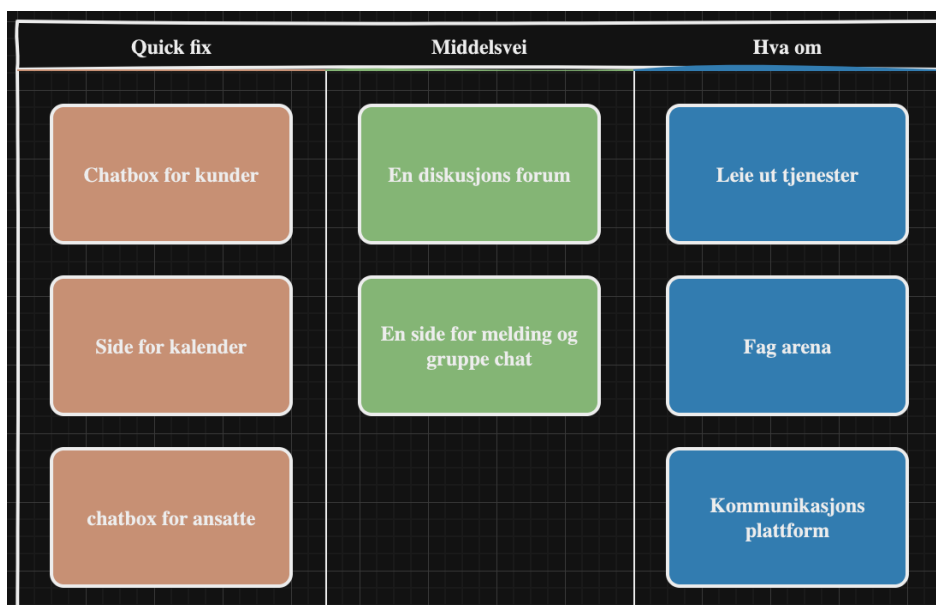 Quick fix
Middelsvei
Hva om
Chatbox for kunder
En diskusjons forum
Leie ut tjenester
Side for kalender
En side for melding og
gruppe chat
Fag arena
chatbox for ansatte
Kommunikasjons
plattform